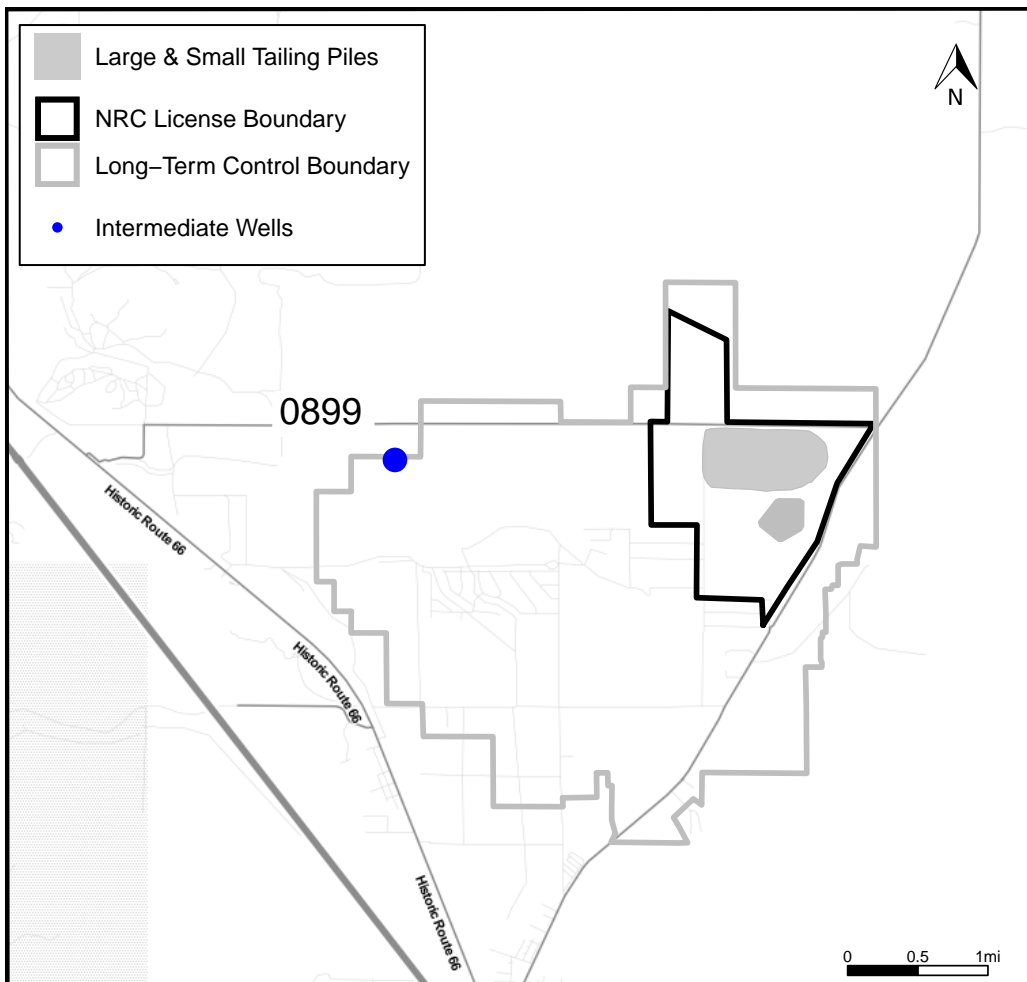 Large & Small Tailing Piles
NRC License Boundary
Long−Term Control Boundary
Intermediate Wells
N
0899
Historic Route 66
Historic Route 66
Historic Route 66
0 0.5 1mi